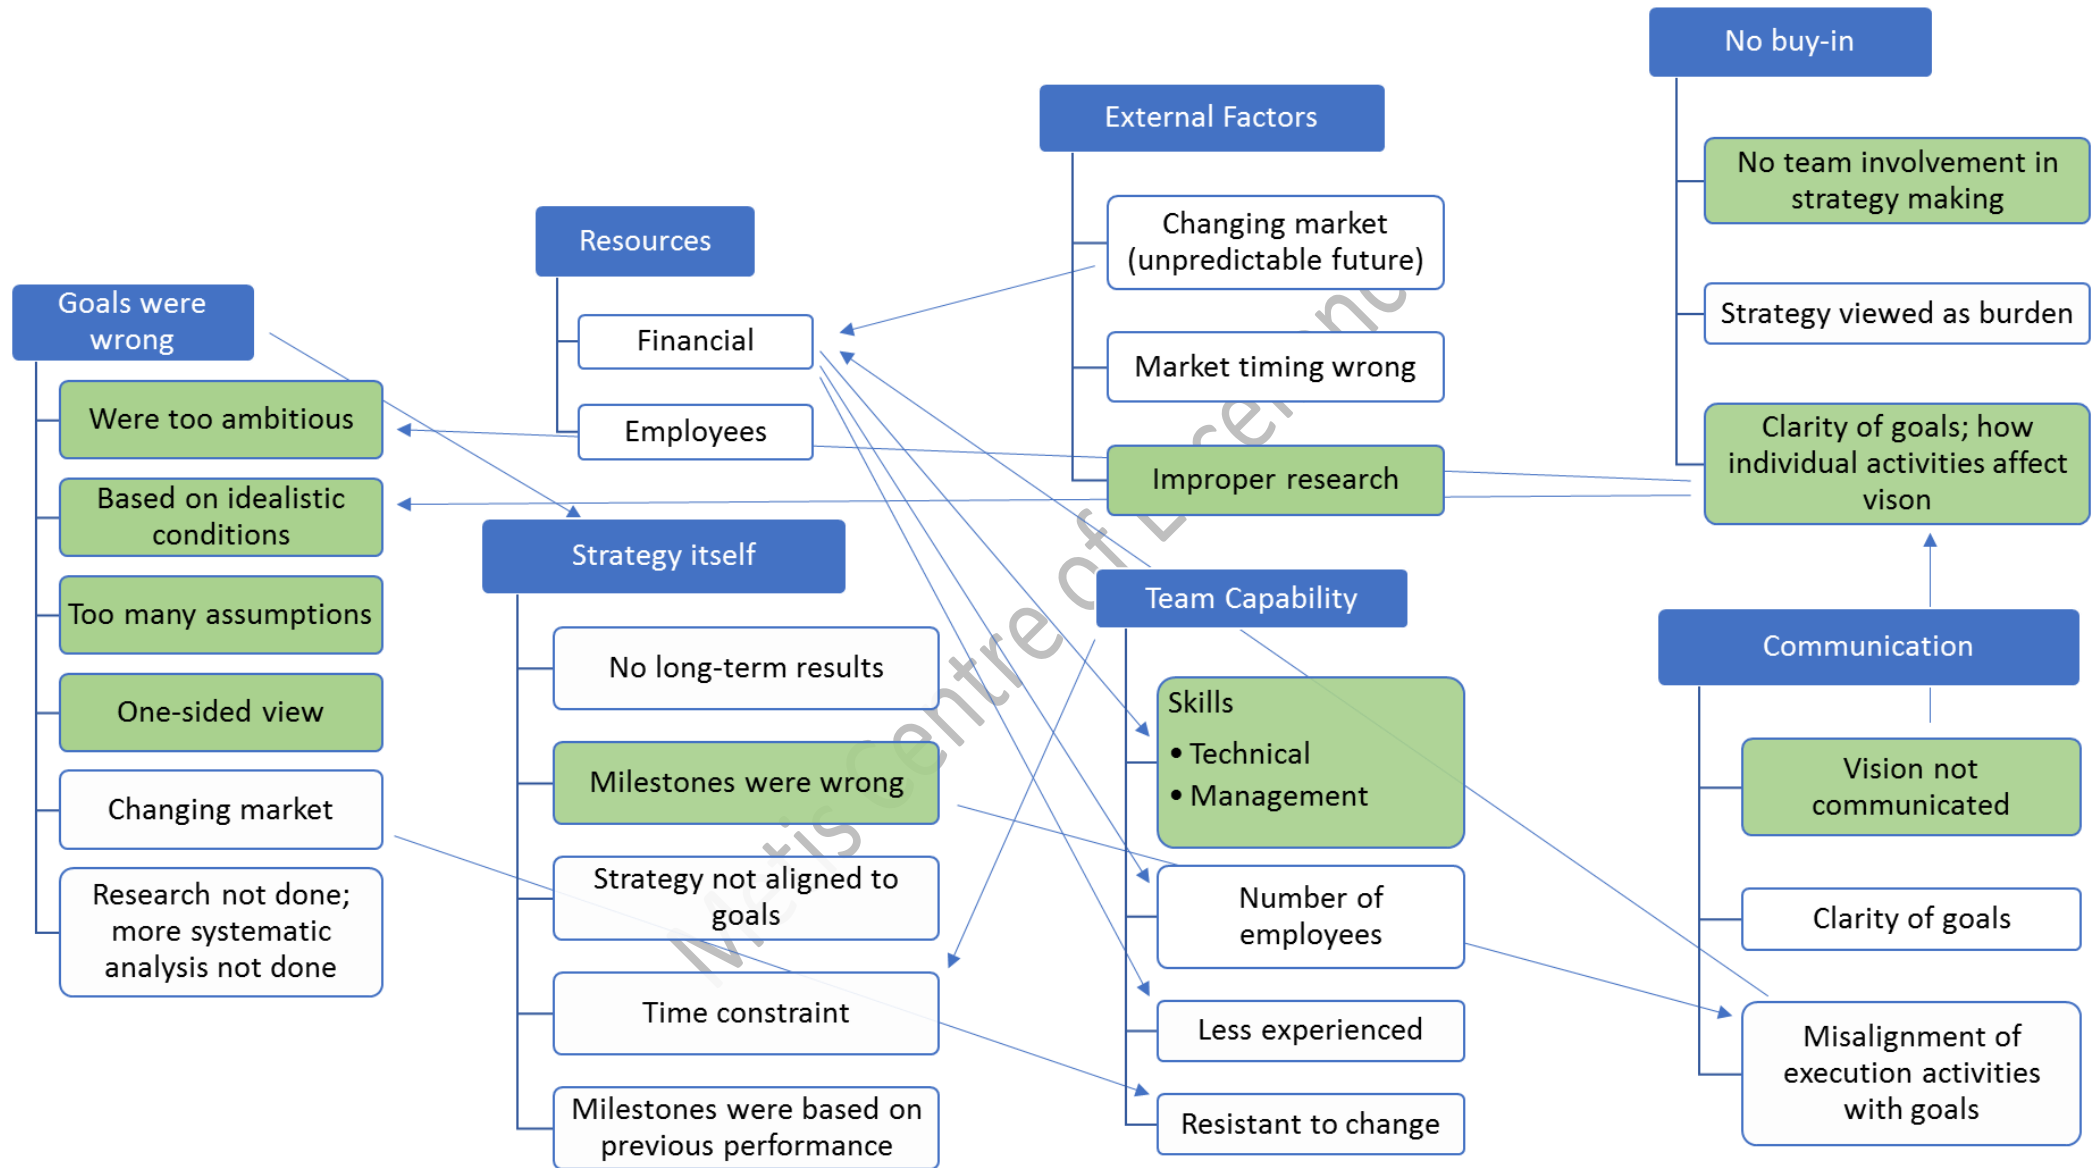 No buy-in
No team involvement in
strategy making
Strategy viewed as burden
Clarity of goals; how
individual activities affect
vison
External Factors
Changing market
(unpredictable future)
Market timing wrong
Improper research
Resources
Financial
Employees
Goals were
wrong
Were too ambitious
Based on idealistic
conditions
Too many assumptions
One-sided view
Changing market
Research not done;
more systematic
analysis not done
Strategy itself
No long-term results
Milestones were wrong
Strategy not aligned to
goals
Time constraint
Milestones were based on
previous performance
Team Capability
Skills
• Technical
• Management
Number of
employees
Less experienced
Resistant to change
Communication
Vision not
communicated
Clarity of goals
Misalignment of
execution activities
with goals
Metis Centre of